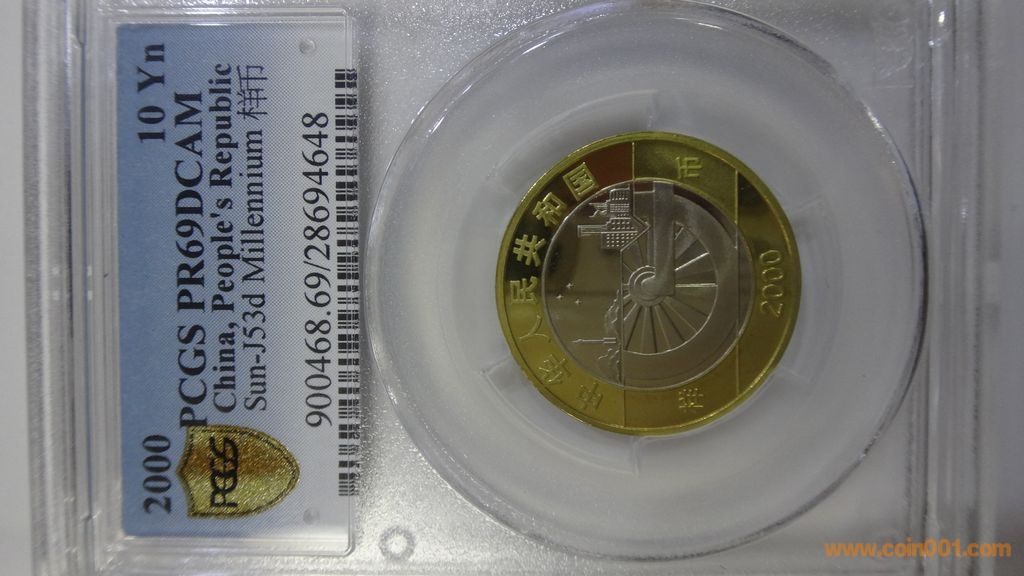 2000 10 Yn
PCGS PR69DCAM
China, People's Republic
Sun-J53d Millennium 样币
900468.69/28694648
PCGS
中华人民共和国
样 币
2000
www.coin001.com